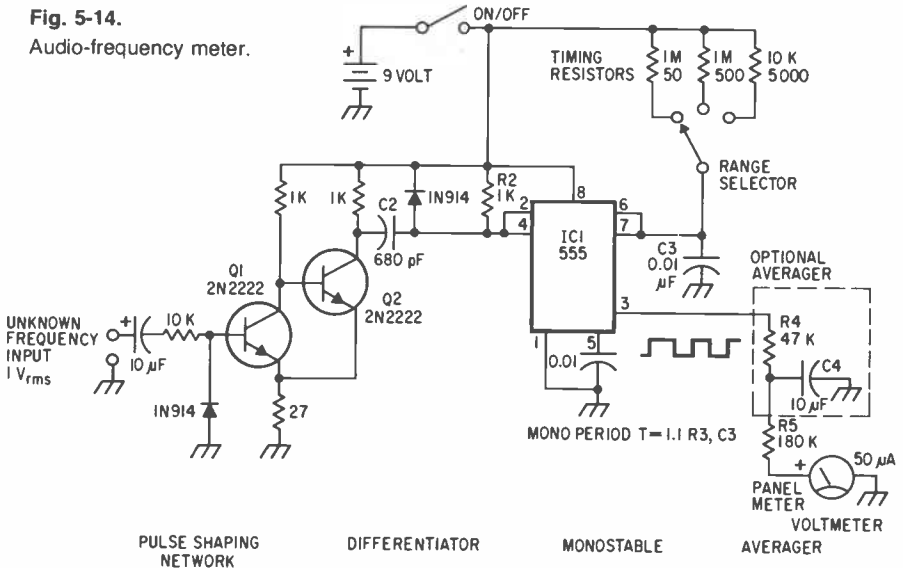 Fig. 5-14.
Audio-frequency meter.
ON/OFF
+
9 VOLT
TIMING
RESISTORS
1M
50
1M
500
10 K
5000
RANGE
SELECTOR
1K
1K
C2
680 pF
1N914
R2
1K
2
4
8
6
7
IC1
555
3
1
5
0.01
C3
0.01
µF
OPTIONAL
AVERAGER
R4
47 K
C4
10 µF
R5
180 K
+
50 µA
PANEL
METER
VOLTMETER
Q1
2N2222
Q2
2N2222
UNKNOWN
FREQUENCY
INPUT
1 Vrms
+
10 µF
10 K
1N914
27
MONO PERIOD T=1.1 R3, C3
PULSE SHAPING
NETWORK
DIFFERENTIATOR
MONOSTABLE
AVERAGER